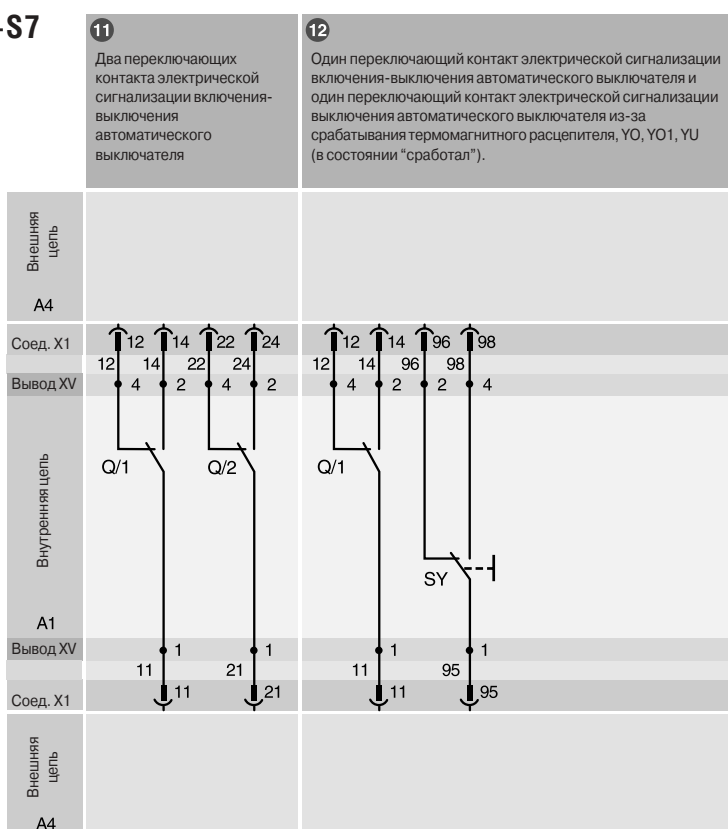 -S7
11
Два переключающих
контакта электрической
сигнализации включения-
выключения
автоматического
выключателя
12
Один переключающий контакт электрической сигнализации
включения-выключения автоматического выключателя и
один переключающий контакт электрической сигнализации
выключения автоматического выключателя из-за
срабатывания термомагнитного расцепителя, YO, YO1, YU
(в состоянии “сработал”).
Внешняя
цепь
A4
Соед. X1 12 14 22 24 12 14 96 98
12 14 22 24 12 14 96 98
Вывод XV 4 2 4 2 4 2 2 4
Q/1 Q/2 Q/1
Внутренняя цепь
SY
A1
Вывод XV 1 1 1 1
11 21 11 95
Соед. X1 11 21 11 95
Внешняя
цепь
A4